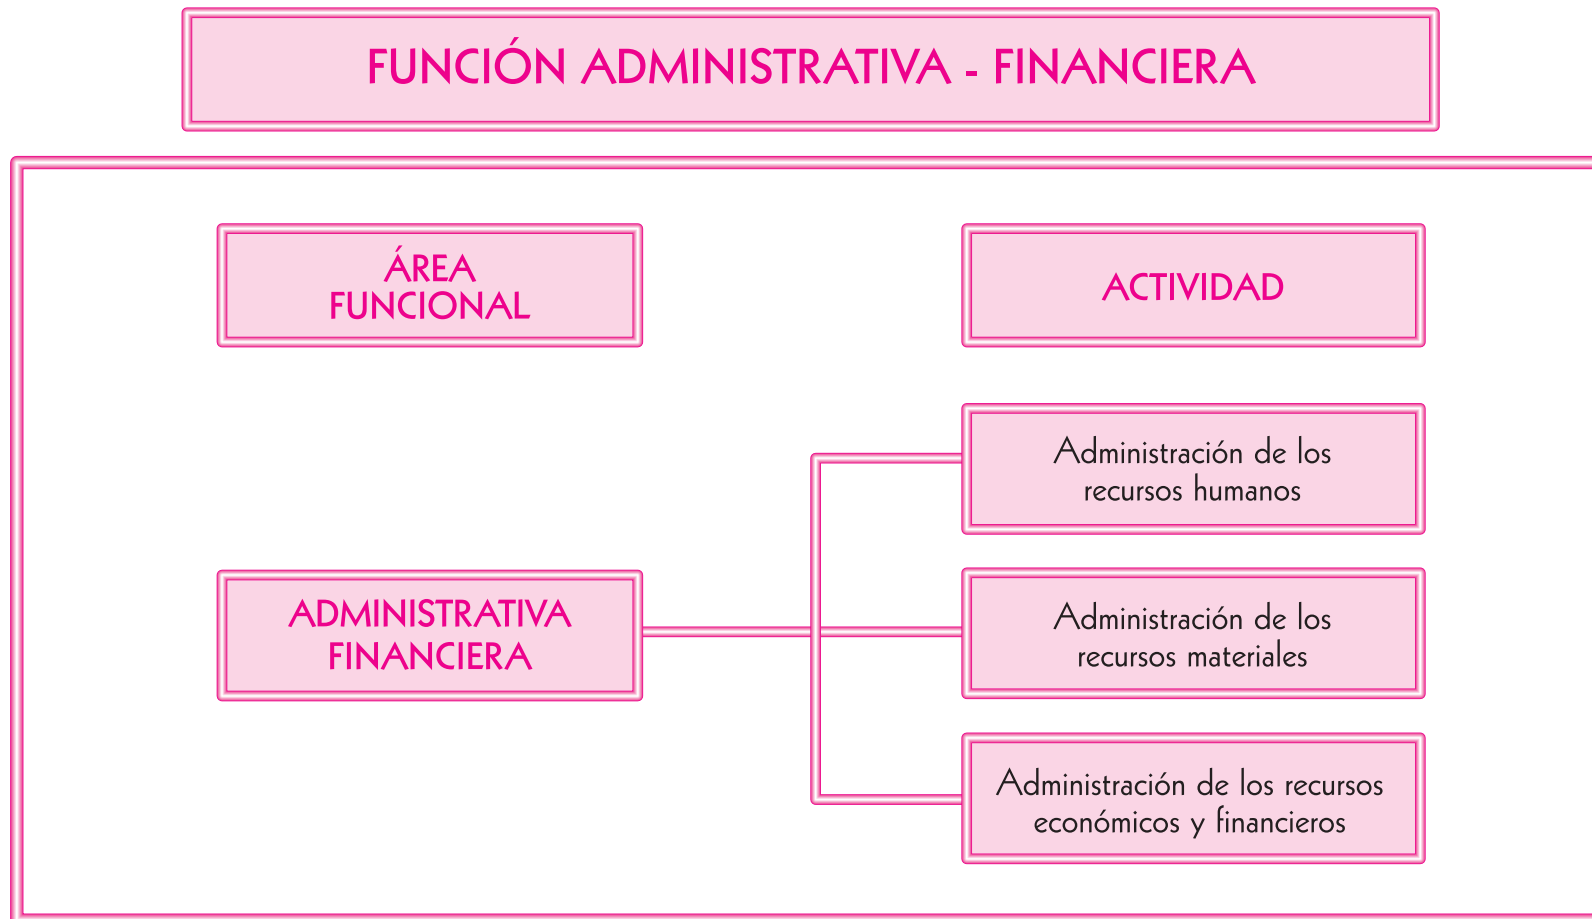 FUNCIÓN ADMINISTRATIVA - FINANCIERA
ÁREA
FUNCIONAL
ACTIVIDAD
Administración de los
recursos humanos
ADMINISTRATIVA
FINANCIERA
Administración de los
recursos materiales
Administración de los recursos
económicos y financieros